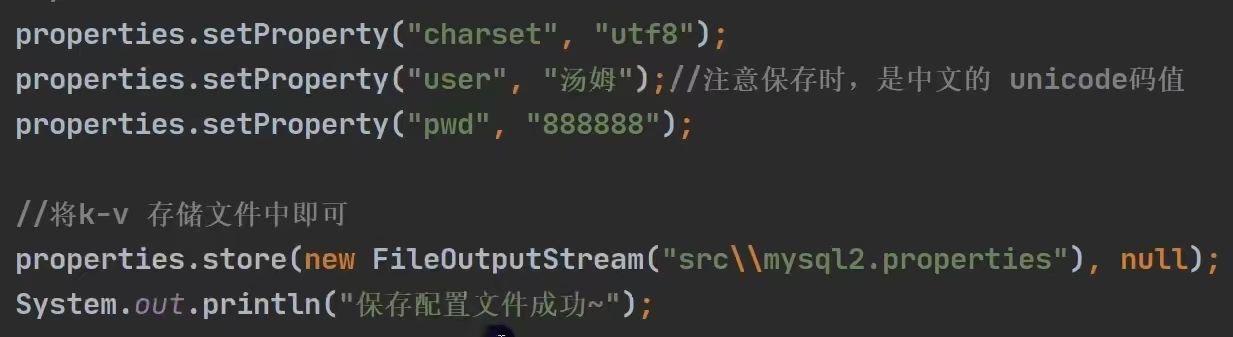 properties.setProperty("charset", "utf8");
properties.setProperty("user", "汤姆");//注意保存时，是中文的 unicode码值
properties.setProperty("pwd", "888888");
//将k-v 存储文件中即可
properties.store(new FileOutputStream("src\\mysql2.properties"), null);
System.out.println("保存配置文件成功~");